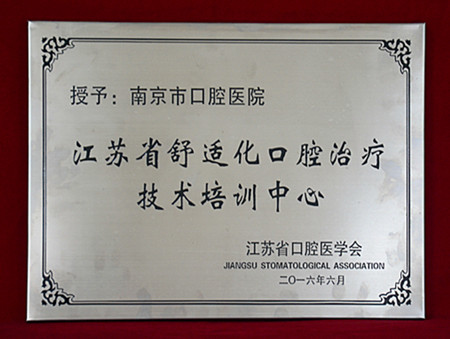 授予：南京市口腔医院
江苏省舒适化口腔治疗
技术培训中心
江苏省口腔医学会
JIANGSU STOMATOLOGICAL ASSOCIATION
二〇一六年六月